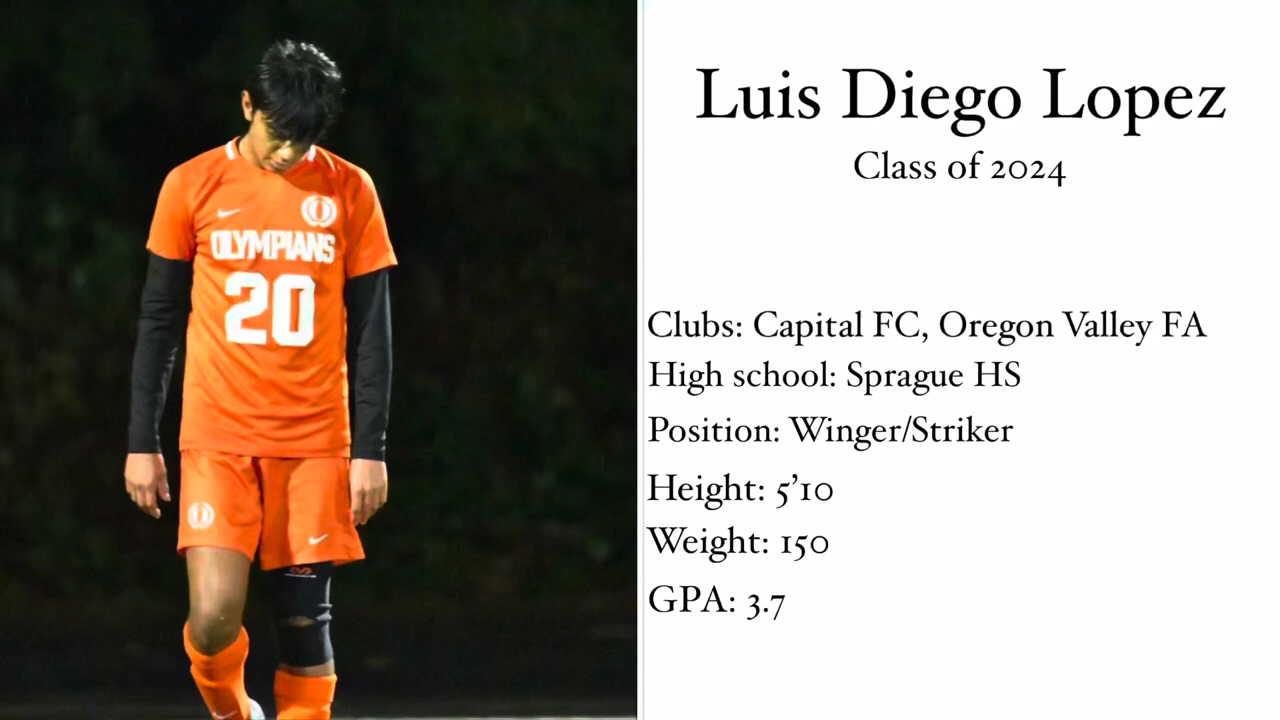 OLYMPIANS
20
Luis Diego Lopez
Class of 2024
Clubs: Capital FC, Oregon Valley FA
High school: Sprague HS
Position: Winger/Striker
Height: 5’10
Weight: 150
GPA: 3.7